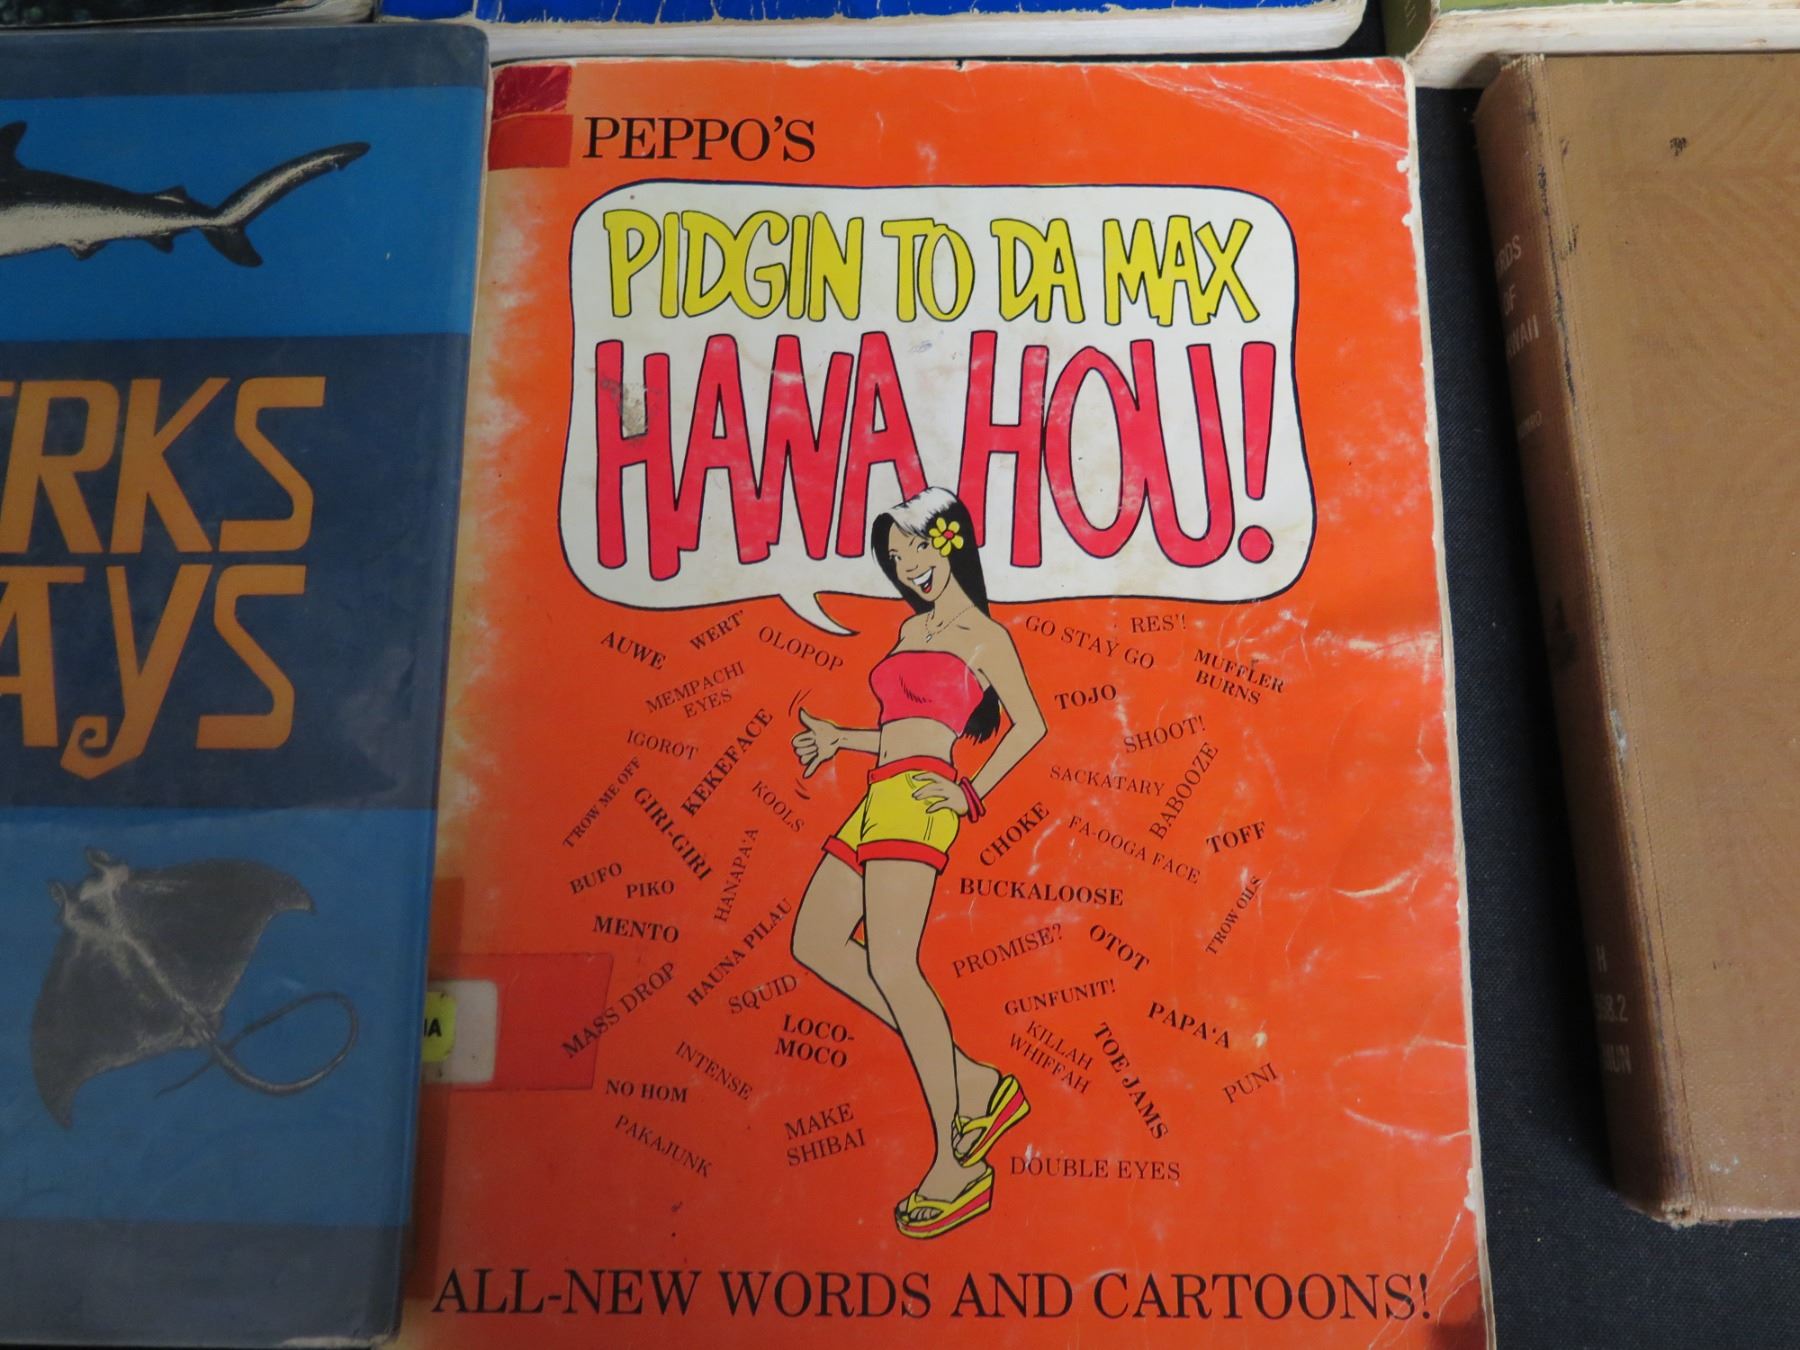 PEPPO'S
PIDGIN TO DA MAX
HANA HOU!
AUWE
WERT'
OLOPOP
MEMPACHI
EYES
IGOROT
KEKEFACE
T'ROW ME OFF
GIRI-GIRI
KOOLS
HANAPA'A
BUFO
PIKO
MENTO
HAUNA PILAU
MASS DROP
SQUID
LOCO-
MOCO
INTENSE
NO HOM
PAKAJUNK
MAKE
SHIBAI
GO STAY GO
RES'!
MUFFLER
BURNS
TOJO
SHOOT!
SACKATARY
BABOOZE
CHOKE
FA-OOGA FACE
TOFF
BUCKALOOSE
T'ROW OILS
PROMISE?
OTOT
GUNFUNIT!
PAPA'A
KILLAH
WHIFFAH
TOE JAMS
PUNI
DOUBLE EYES
ALL-NEW WORDS AND CARTOONS!
RKS
AYS
IA
OF
H